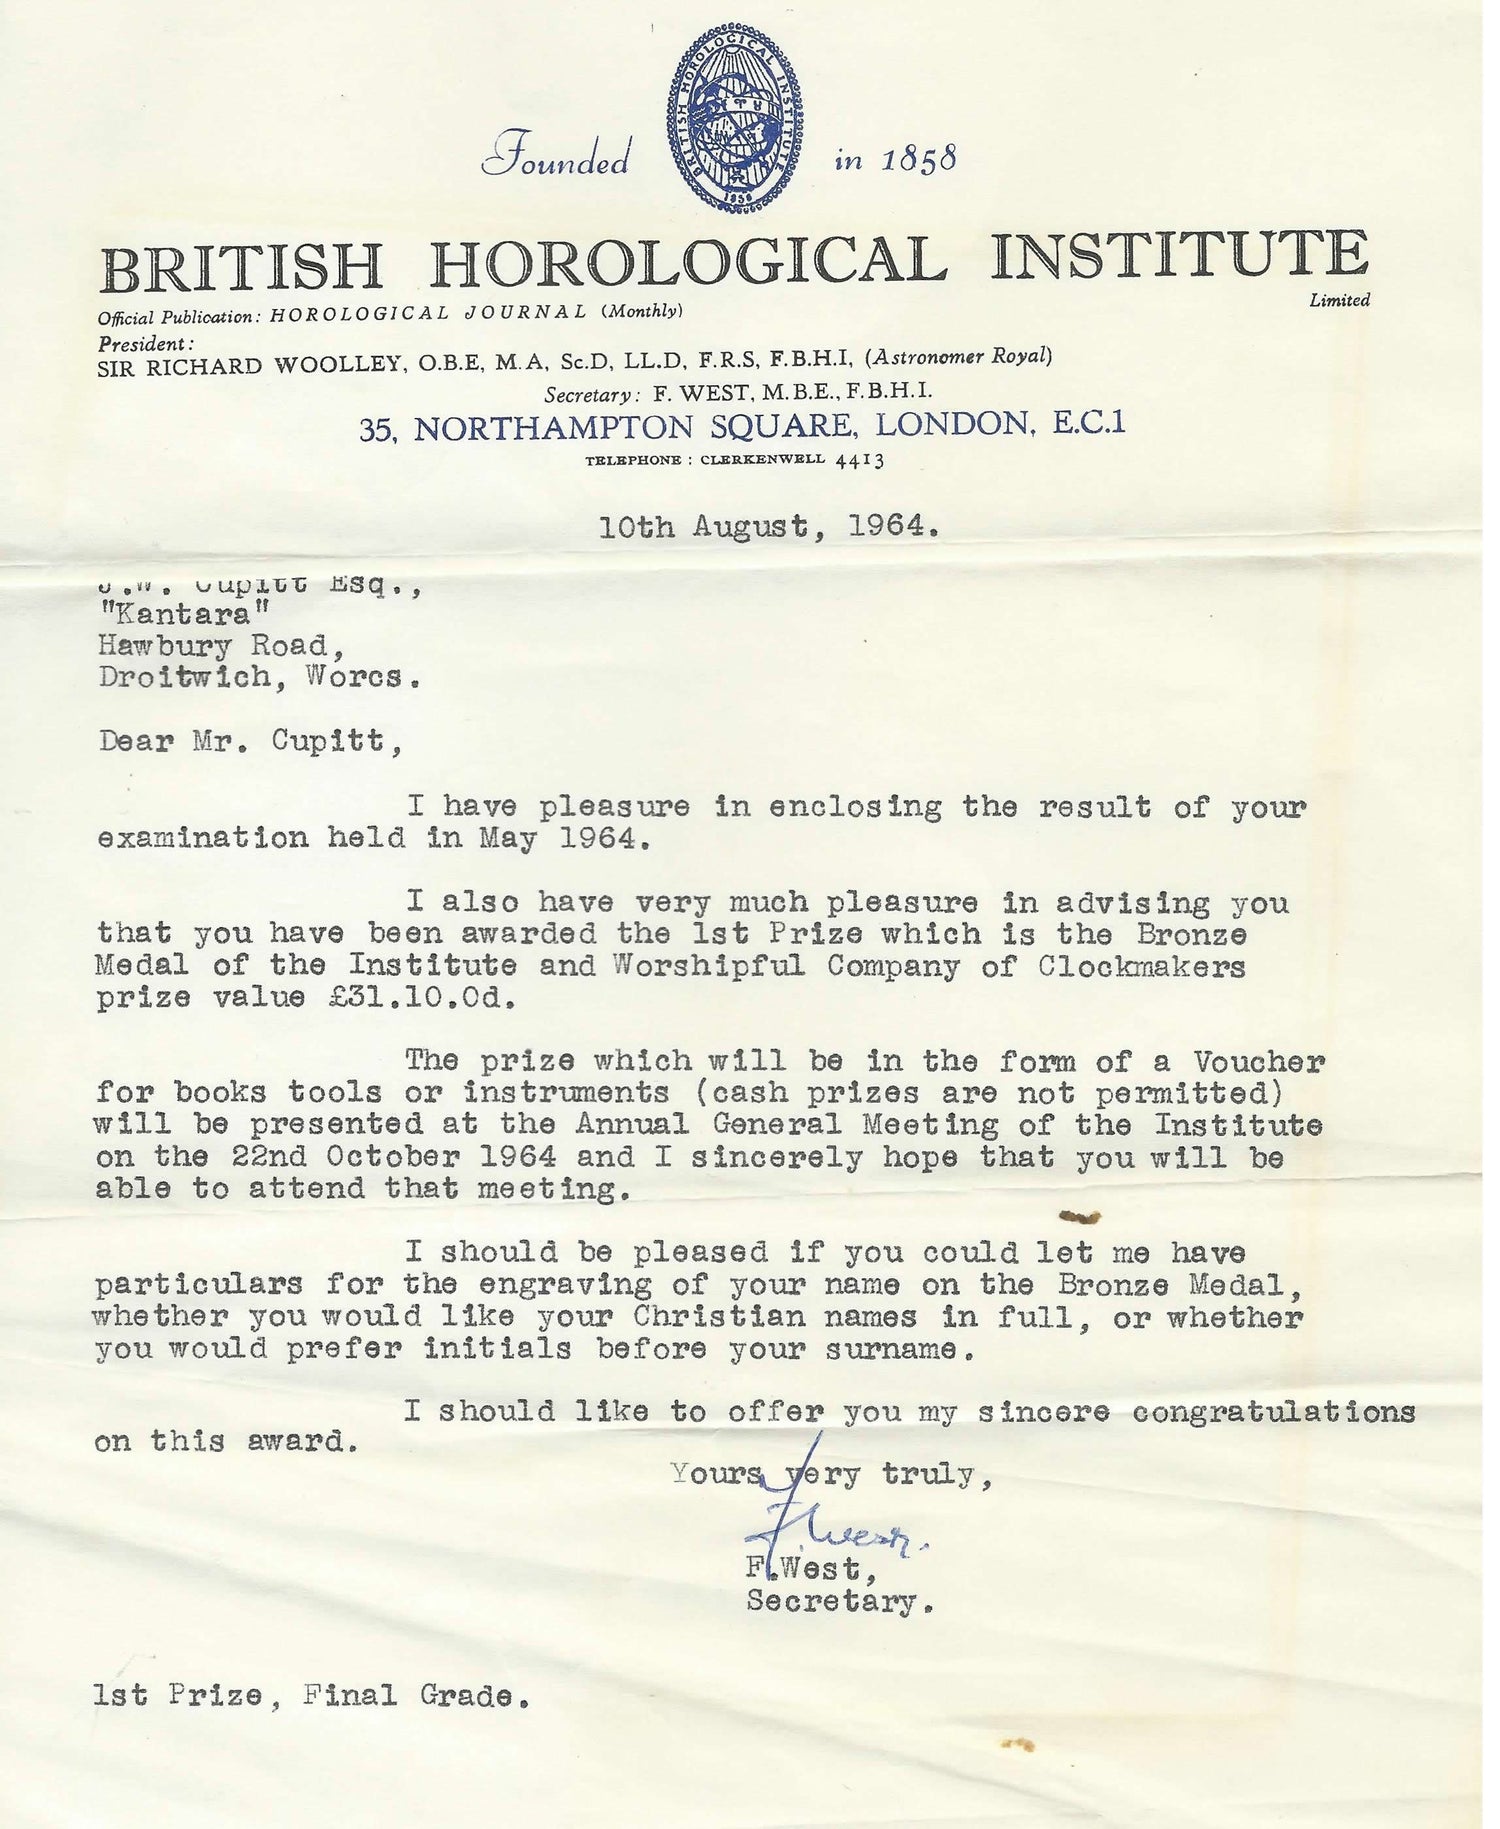 BRITISH HOROLOGICAL INSTITUTE
1858
Founded in 1858
BRITISH HOROLOGICAL INSTITUTE
Limited
Official Publication: HOROLOGICAL JOURNAL (Monthly)
President:
SIR RICHARD WOOLLEY, O.B.E, M.A, Sc.D, LL.D, F.R.S, F.B.H.I, (Astronomer Royal)
Secretary: F. WEST, M.B.E., F.B.H.I.
35, NORTHAMPTON SQUARE, LONDON, E.C.1
TELEPHONE : CLERKENWELL 4413
10th August, 1964.
J.W. Cupitt Esq.,
"Kantara"
Hawbury Road,
Droitwich, Worcs.
Dear Mr. Cupitt,
I have pleasure in enclosing the result of your
examination held in May 1964.
I also have very much pleasure in advising you
that you have been awarded the 1st Prize which is the Bronze
Medal of the Institute and Worshipful Company of Clockmakers
prize value £31.10.0d.
The prize which will be in the form of a Voucher
for books tools or instruments (cash prizes are not permitted)
will be presented at the Annual General Meeting of the Institute
on the 22nd October 1964 and I sincerely hope that you will be
able to attend that meeting.
I should be pleased if you could let me have
particulars for the engraving of your name on the Bronze Medal,
whether you would like your Christian names in full, or whether
you would prefer initials before your surname.
I should like to offer you my sincere congratulations
on this award.
Yours very truly,
F. West.
F.West,
Secretary.
1st Prize, Final Grade.